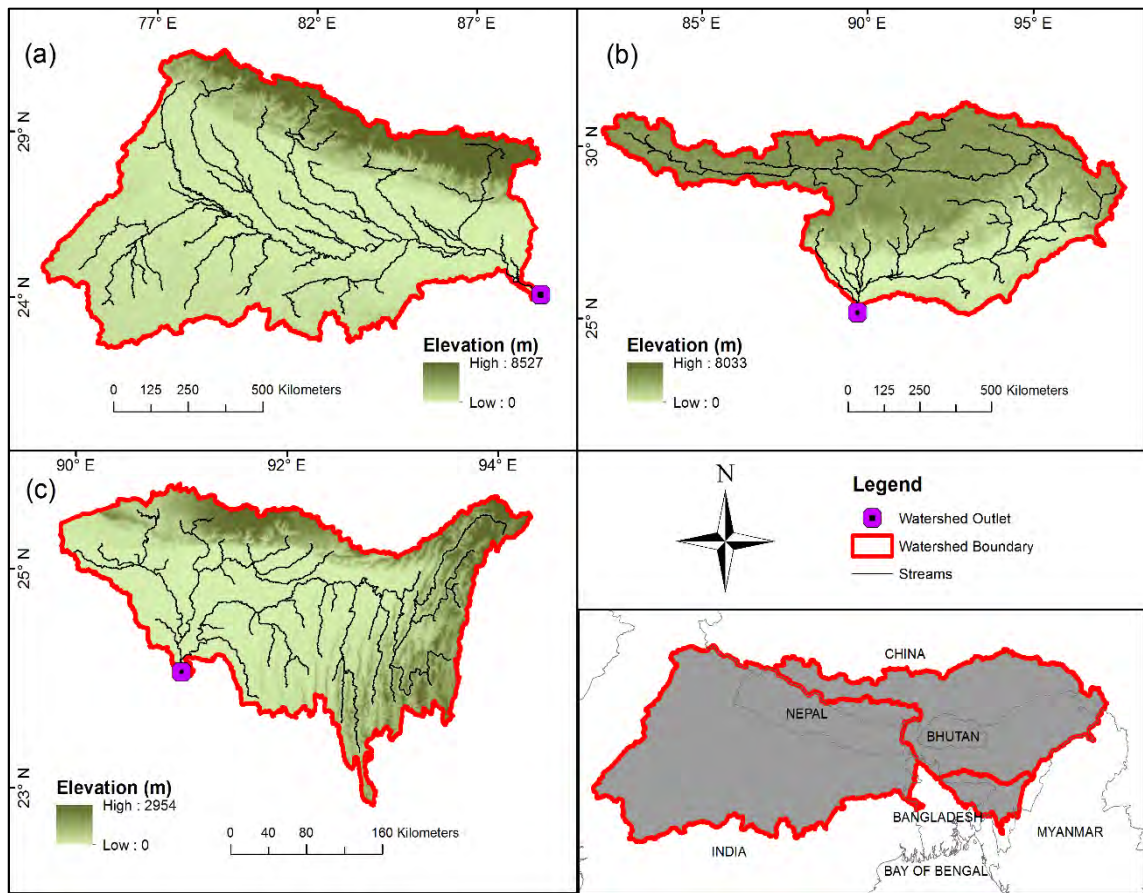 (a)
77° E 82° E 87° E
29° N
24° N
Elevation (m)
High : 8527
Low : 0
0 125 250 500 Kilometers
(b)
85° E 90° E 95° E
30° N
25° N
Elevation (m)
High : 8033
Low : 0
0 125 250 500 Kilometers
(c)
90° E 92° E 94° E
25° N
23° N
Elevation (m)
High : 2954
Low : 0
0 40 80 160 Kilometers
N
Legend
Watershed Outlet
Watershed Boundary
Streams
CHINA
NEPAL
BHUTAN
BANGLADESH
MYANMAR
INDIA
BAY OF BENGAL